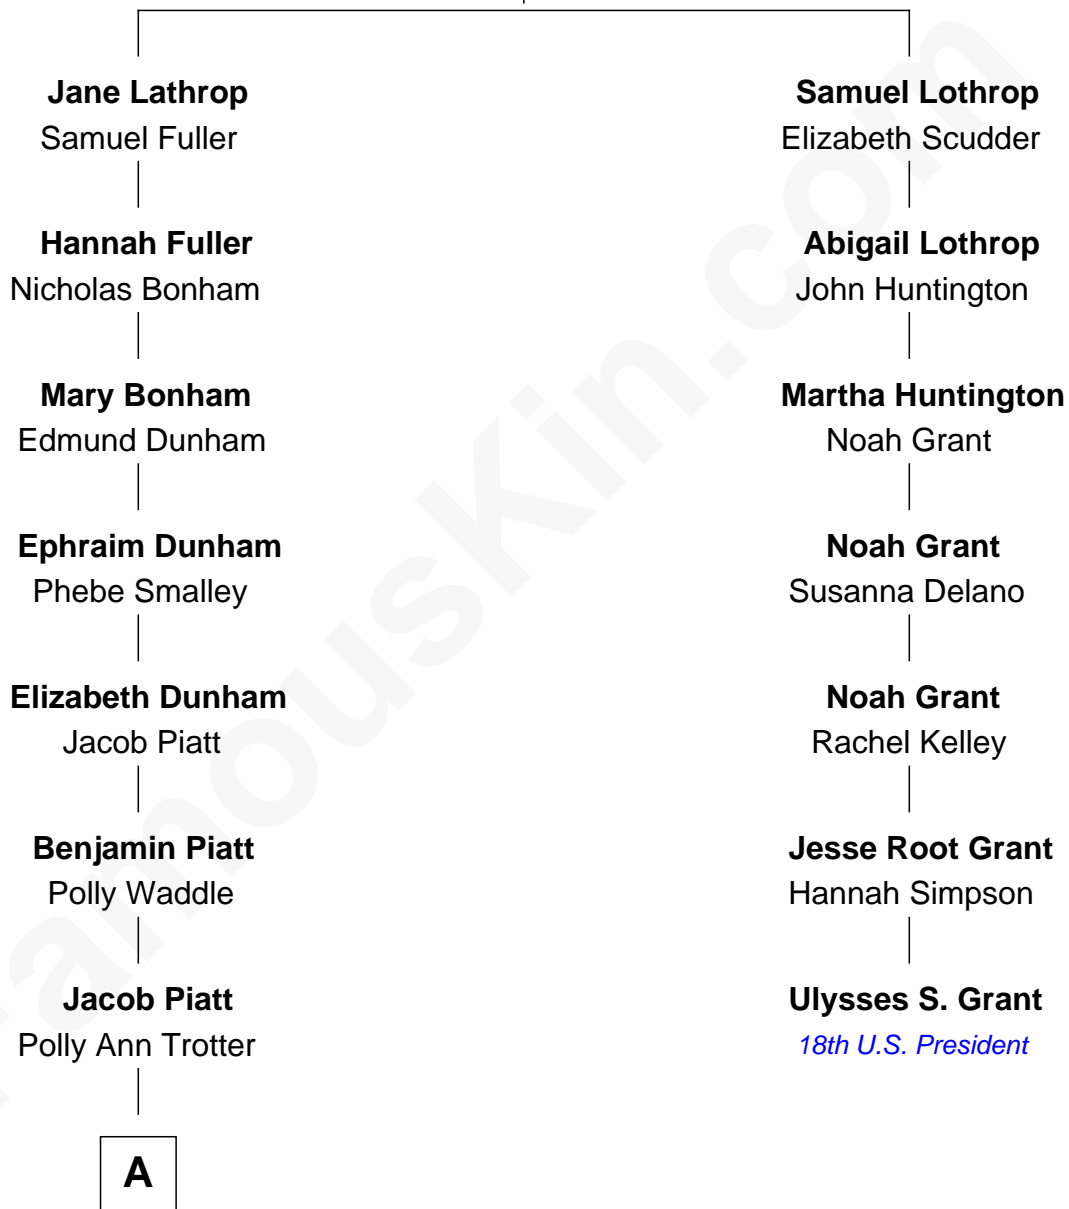 Jane Lathrop
Samuel Fuller
Hannah Fuller
Nicholas Bonham
Mary Bonham
Edmund Dunham
Ephraim Dunham
Phebe Smalley
Elizabeth Dunham
Jacob Piatt
Benjamin Piatt
Polly Waddle
Jacob Piatt
Polly Ann Trotter
A
Samuel Lothrop
Elizabeth Scudder
Abigail Lothrop
John Huntington
Martha Huntington
Noah Grant
Noah Grant
Susanna Delano
Noah Grant
Rachel Kelley
Jesse Root Grant
Hannah Simpson
Ulysses S. Grant
18th U.S. President
FamousKin.com